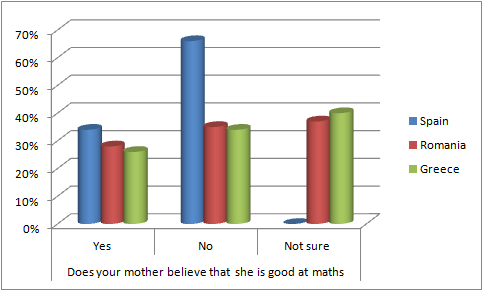 70%
60%
50%
40%
30%
20%
10%
0%
Yes No Not sure
Does your mother believe that she is good at maths
Spain
Romania
Greece